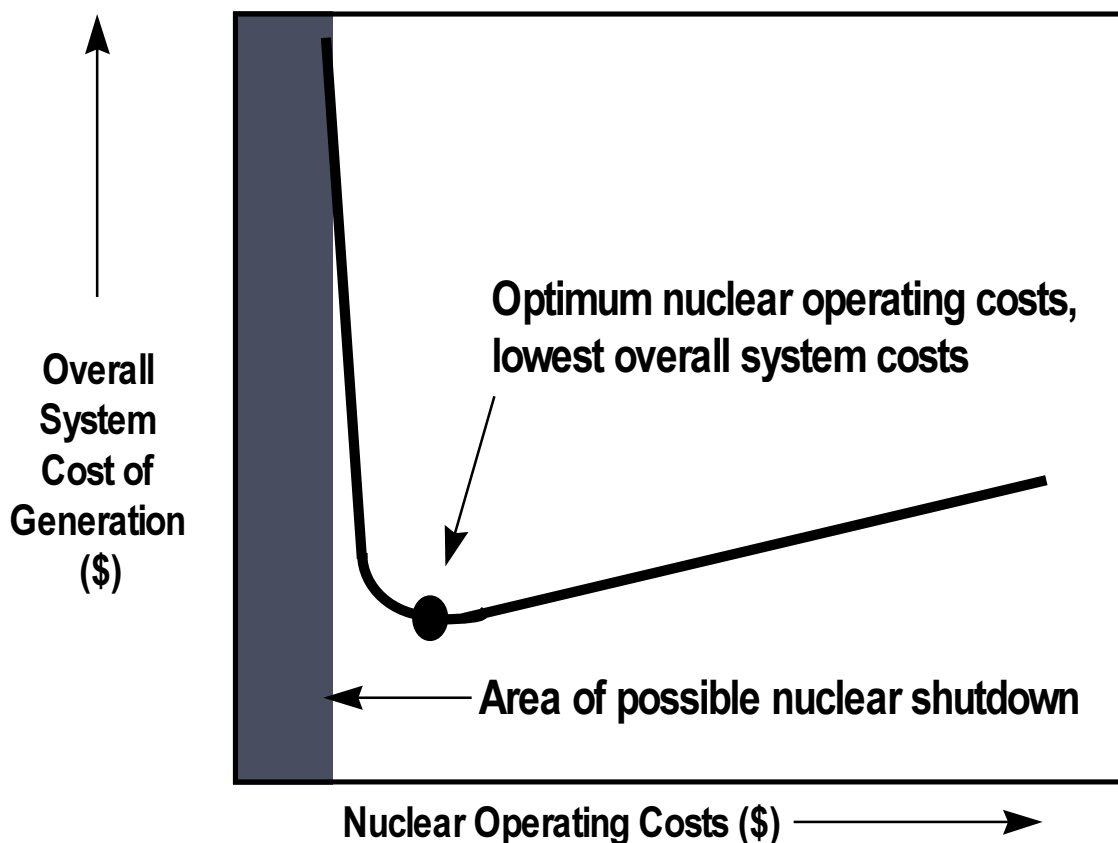 Optimum nuclear operating costs,
lowest overall system costs
Overall
System
Cost of
Generation
($)
Area of possible nuclear shutdown
Nuclear Operating Costs ($)